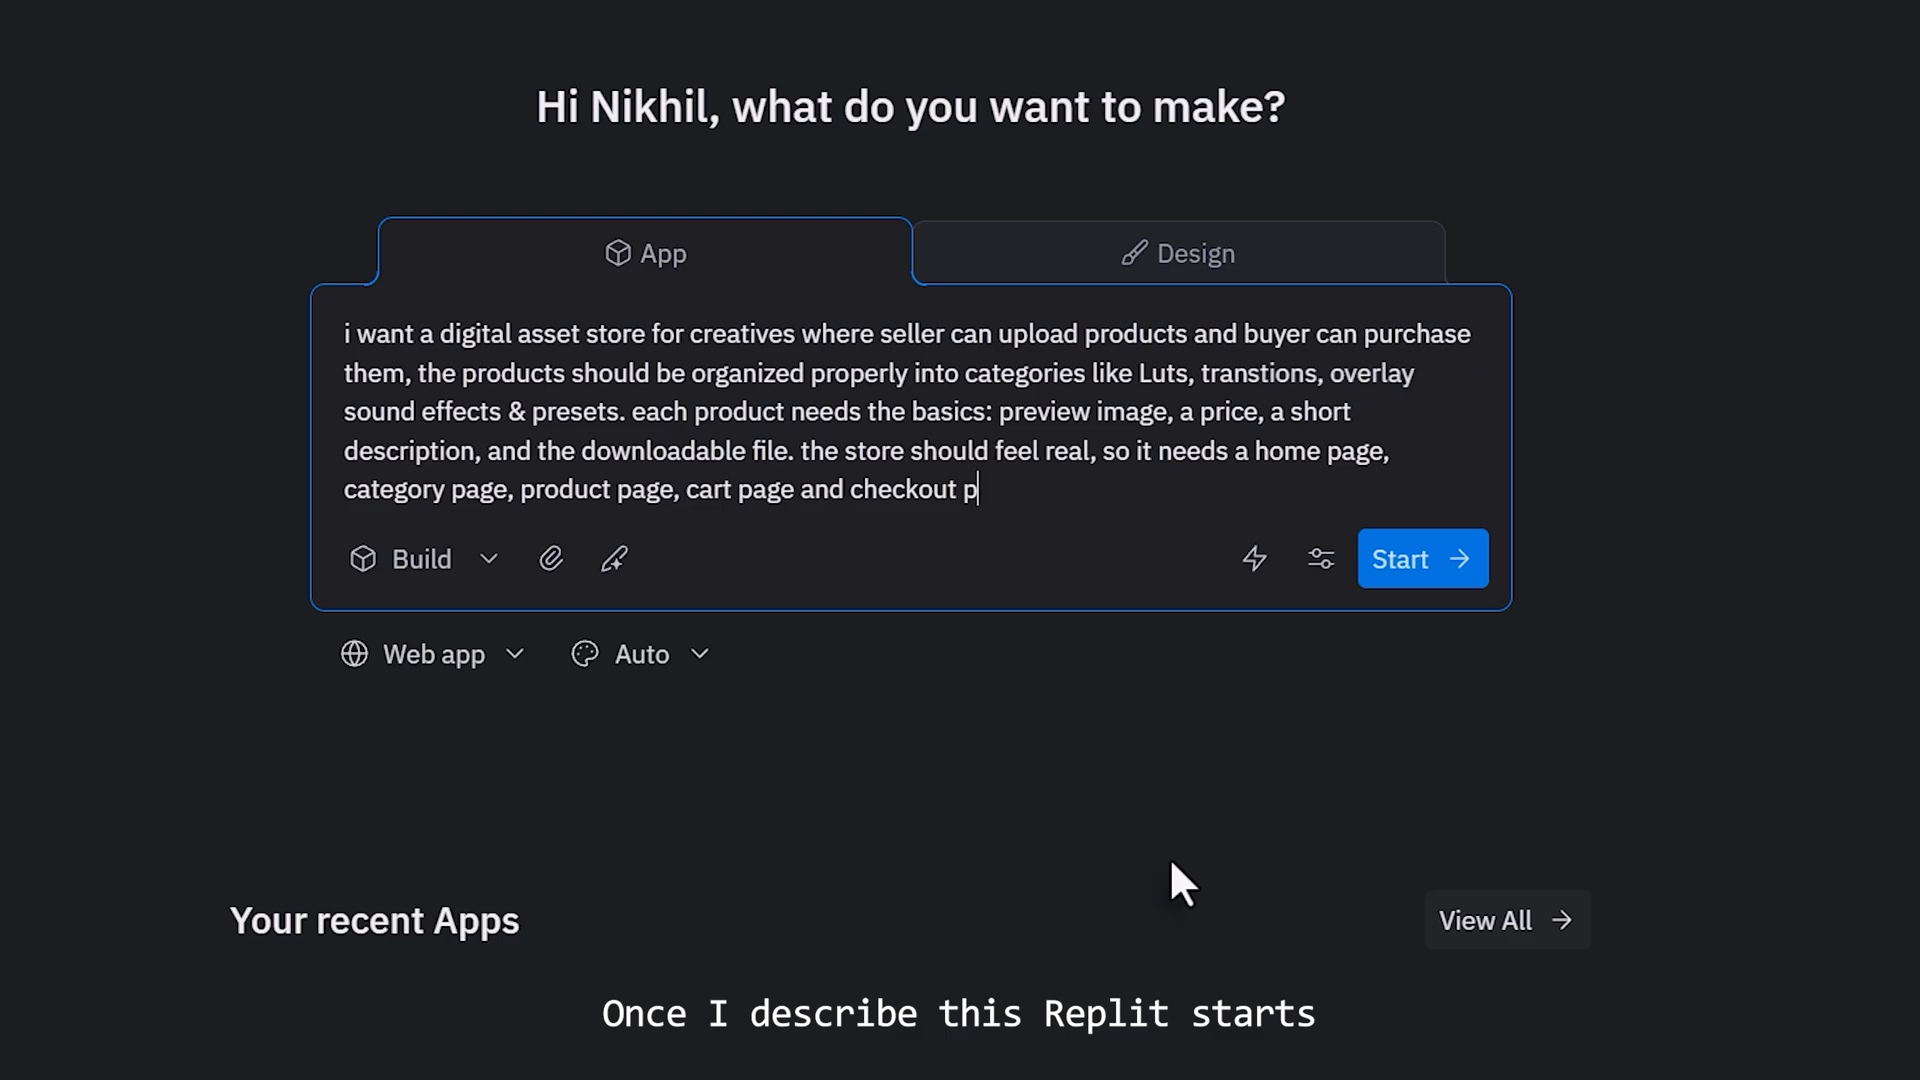 Hi Nikhil, what do you want to make?
App
Design
i want a digital asset store for creatives where seller can upload products and buyer can purchase
them, the products should be organized properly into categories like Luts, transtions, overlay
sound effects & presets. each product needs the basics: preview image, a price, a short
description, and the downloadable file. the store should feel real, so it needs a home page,
category page, product page, cart page and checkout p
Build
Start
Web app
Auto
Your recent Apps
View All
Once I describe this Replit starts